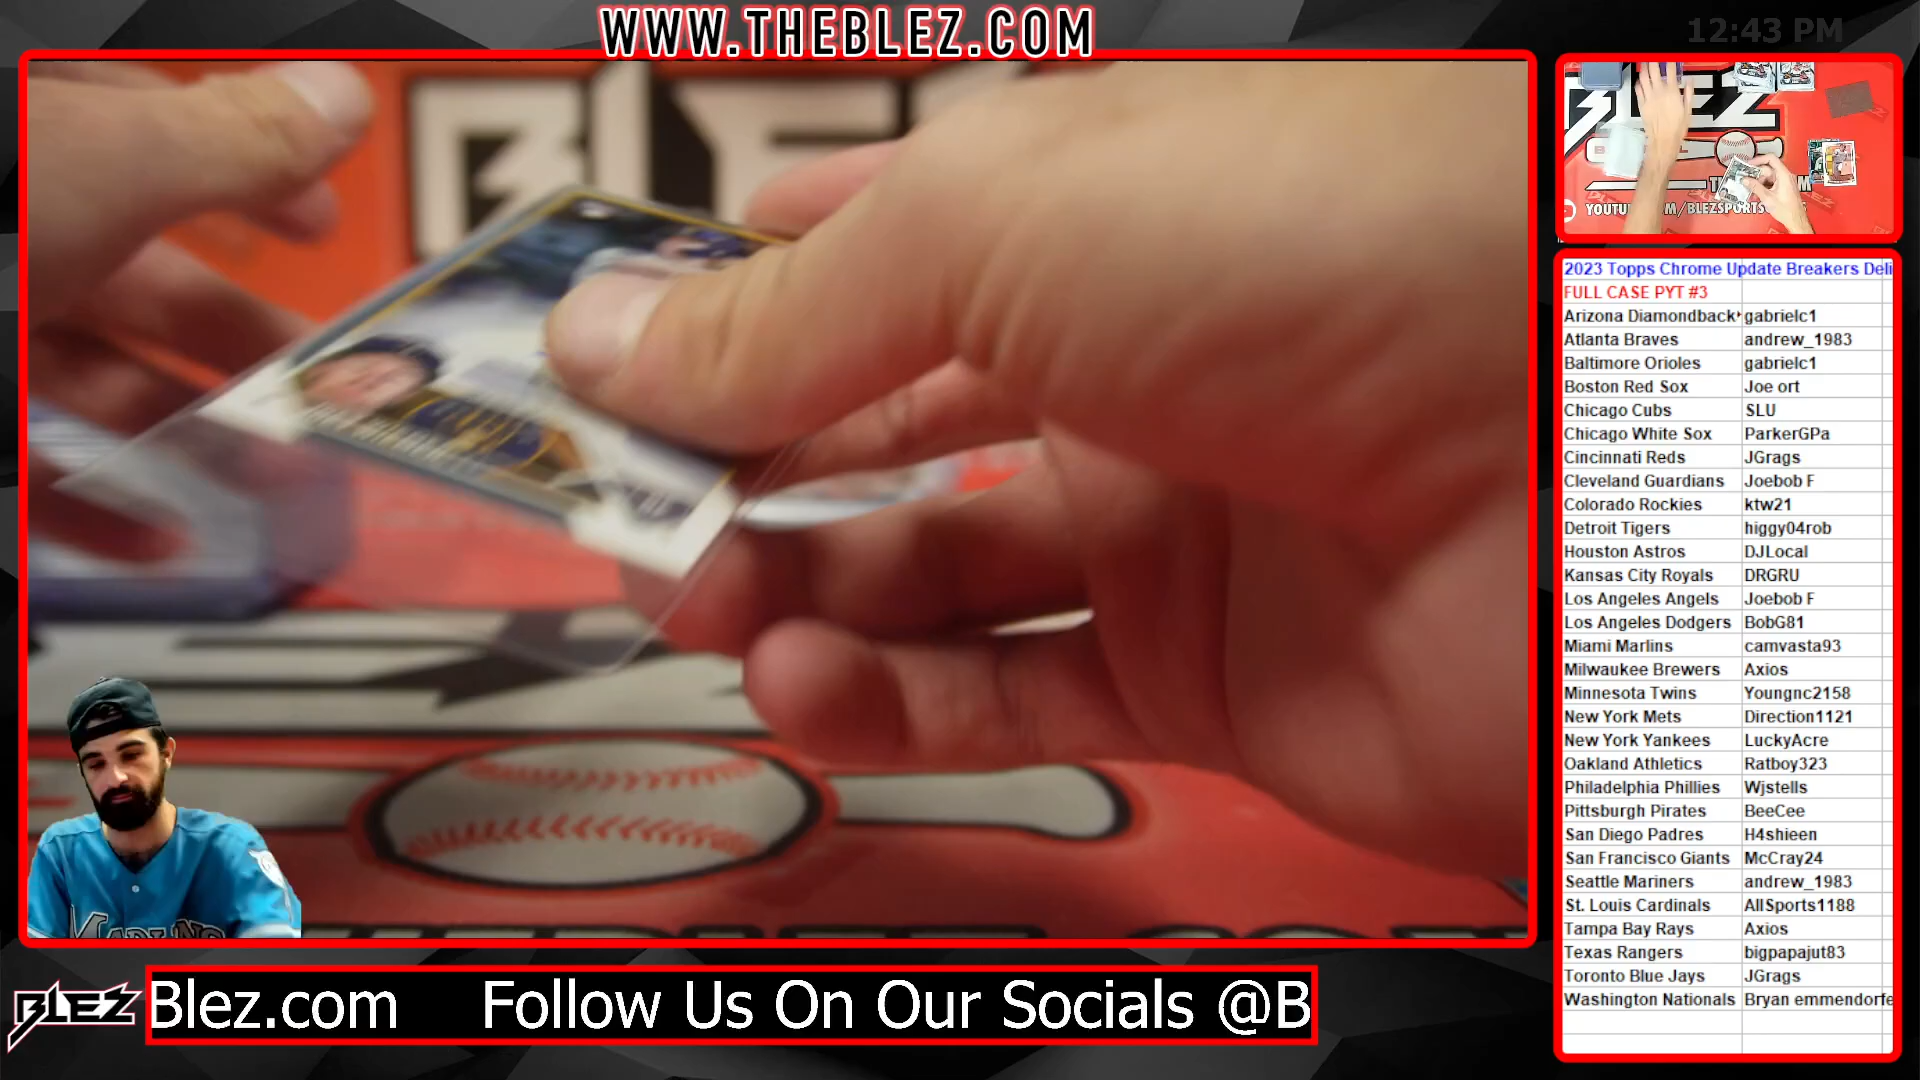 WWW.THEBLEZ.COM
12:43 PM
BLEZ
2023 Topps Chrome Update Breakers Deli
FULL CASE PYT #3
Arizona Diamondback gabrielc1
Atlanta Braves andrew_1983
Baltimore Orioles gabrielc1
Boston Red Sox Joe ort
Chicago Cubs SLU
Chicago White Sox ParkerGPa
Cincinnati Reds JGrags
Cleveland Guardians Joebob F
Colorado Rockies ktw21
Detroit Tigers higgy04rob
Houston Astros DJLocal
Kansas City Royals DRGRU
Los Angeles Angels Joebob F
Los Angeles Dodgers BobG81
Miami Marlins camvasta93
Milwaukee Brewers Axios
Minnesota Twins Youngnc2158
New York Mets Direction1121
New York Yankees LuckyAcre
Oakland Athletics Ratboy323
Philadelphia Phillies Wjstells
Pittsburgh Pirates BeeCee
San Diego Padres H4shieen
San Francisco Giants McCray24
Seattle Mariners andrew_1983
St. Louis Cardinals AllSports1188
Tampa Bay Rays Axios
Texas Rangers bigpapajut83
Toronto Blue Jays JGrags
Washington Nationals Bryan emmendorfe
BLEZ
Blez.com Follow Us On Our Socials @B